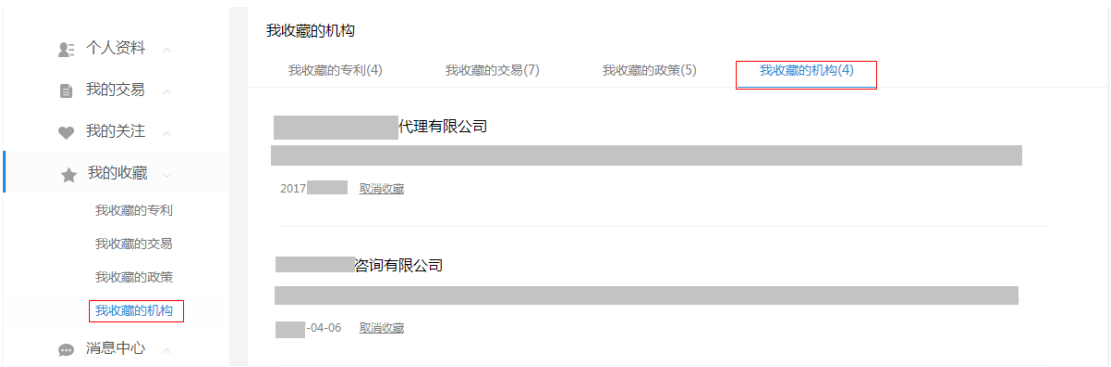 个人资料
我的交易
我的关注
我的收藏
我收藏的专利
我收藏的交易
我收藏的政策
我收藏的机构
消息中心
我收藏的机构
我收藏的专利(4) 我收藏的交易(7) 我收藏的政策(5) 我收藏的机构(4)
代理有限公司
2017 取消收藏
咨询有限公司
-04-06 取消收藏